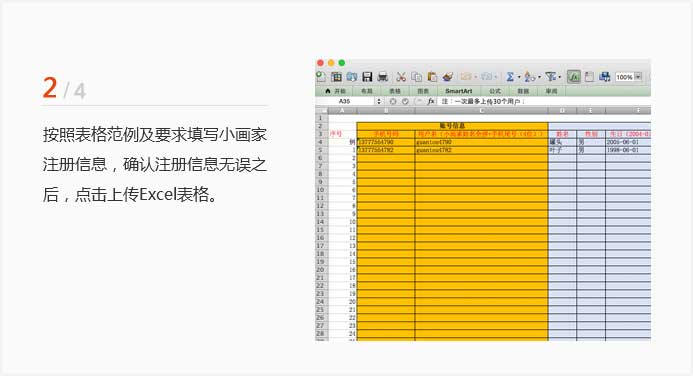 2 / 4
按照表格范例及要求填写小画家
注册信息，确认注册信息无误之
后，点击上传Excel表格。
100%
开始 布局 表格 图表 SmartArt 公式 数据 审阅
A35 fx 注：一次最多上传30个用户；
A B C D E F
1
2 账号信息
3 序号 手机号码 用户名（小画家姓名全拼+手机尾号（4位）） 姓名 性别 生日（2004-0
4 例 13777554790 guantou4790 罐头 男 2005-06-01
5 1 13777554782 guantou4782 叶子 男 1998-06-01
6 2
7 3
8 4
9 5
10 6
11 7
12 8
13 9
14 10
15 11
16 12
17 13
18 14
19 15
20 16
21 17
22 18
23 19
24 20
25 21
26 22
27 23
28 24